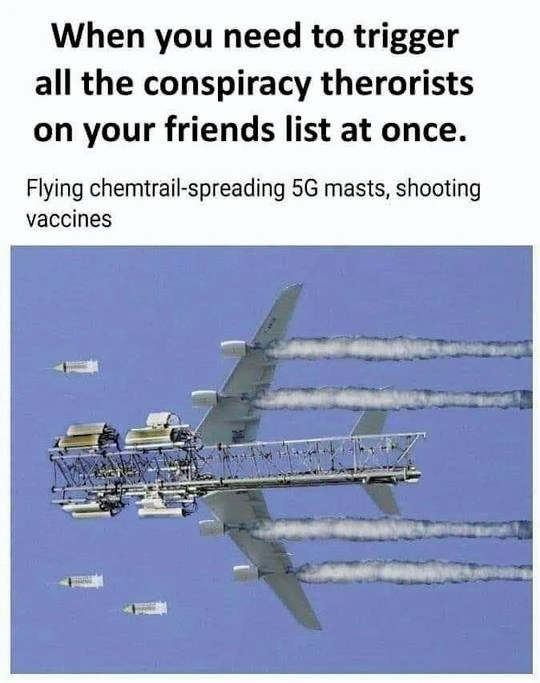 When you need to trigger
all the conspiracy therorists
on your friends list at once.
Flying chemtrail-spreading 5G masts, shooting
vaccines